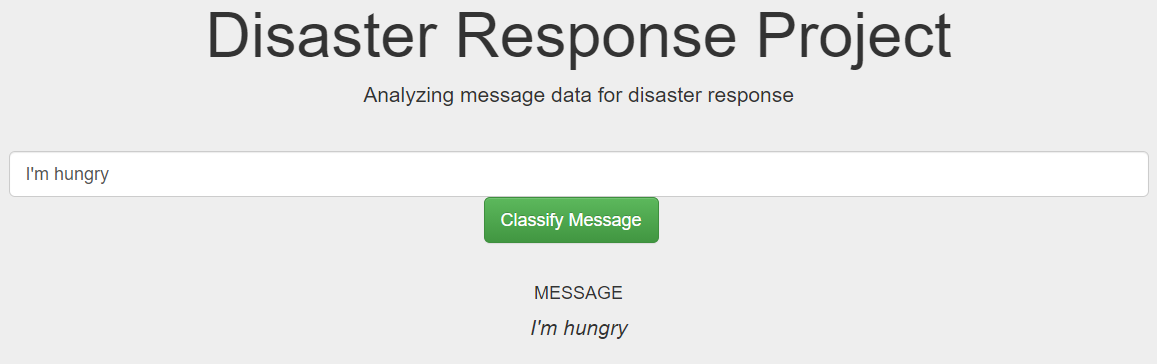 Disaster Response Project
Analyzing message data for disaster response
I'm hungry
Classify Message
MESSAGE
I'm hungry